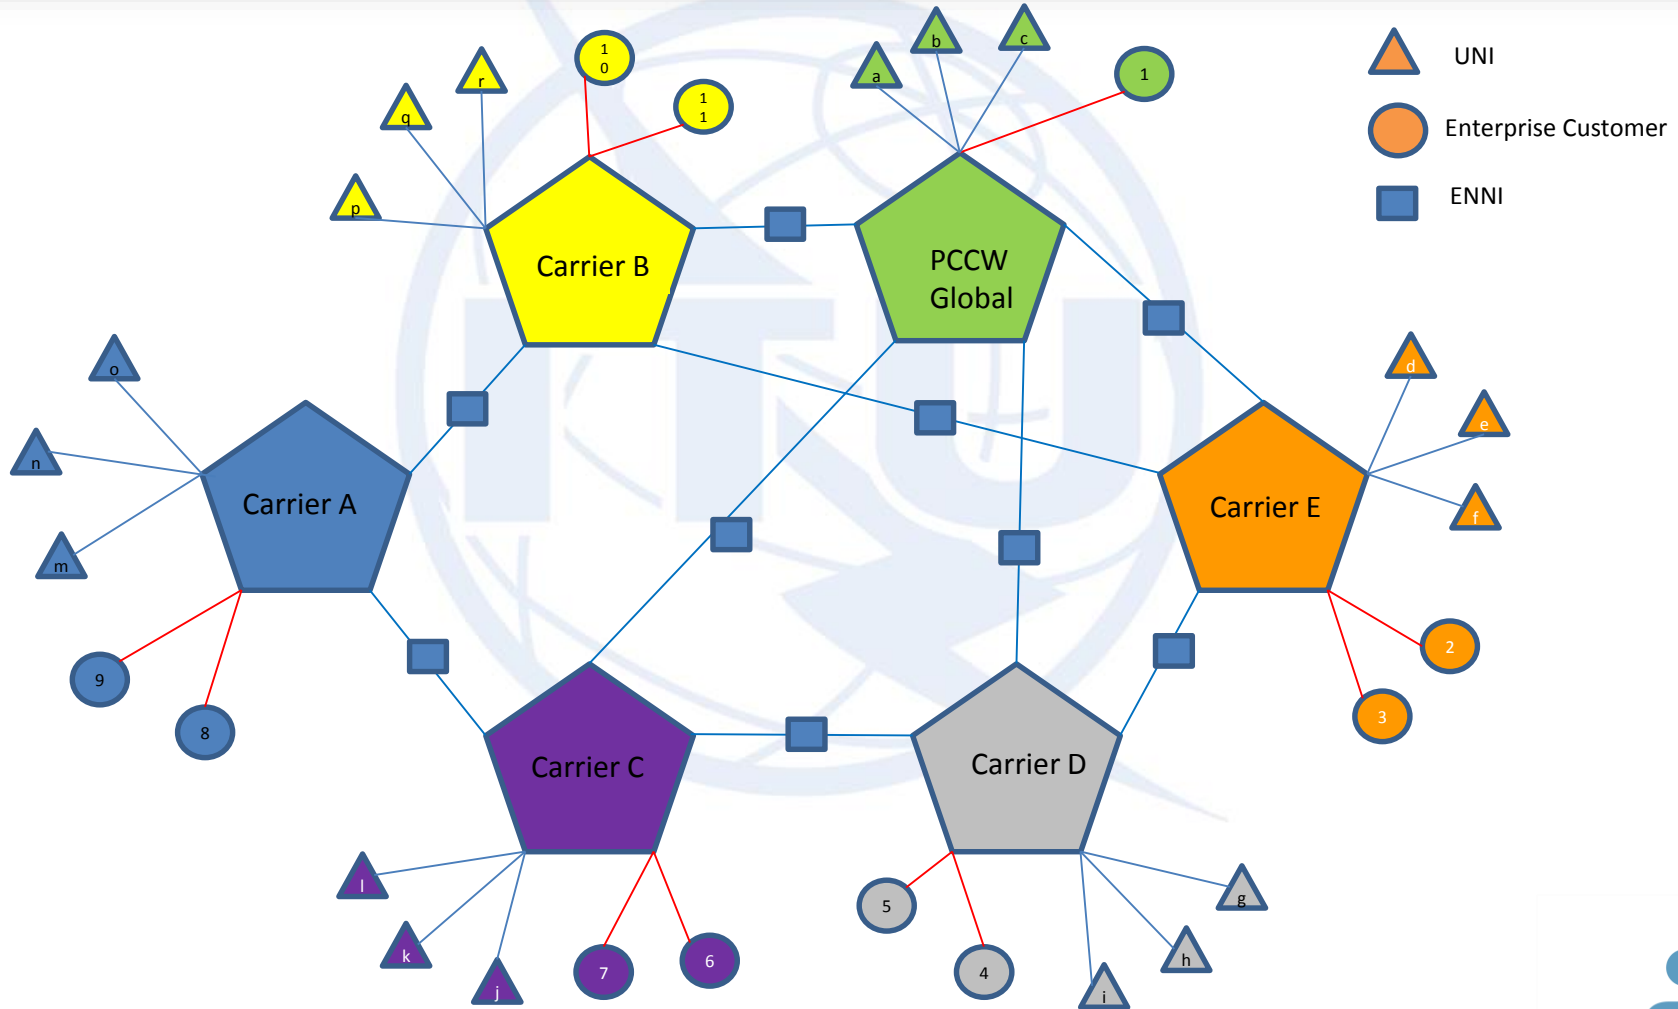 UNI
Enterprise Customer
ENNI
r
q
p
1
0
1
1
Carrier B
a
b
c
1
PCCW
Global
o
n
m
Carrier A
9
8
d
e
f
Carrier E
2
3
Carrier C
l
k
j
7
6
Carrier D
5
4
g
h
i
ITU